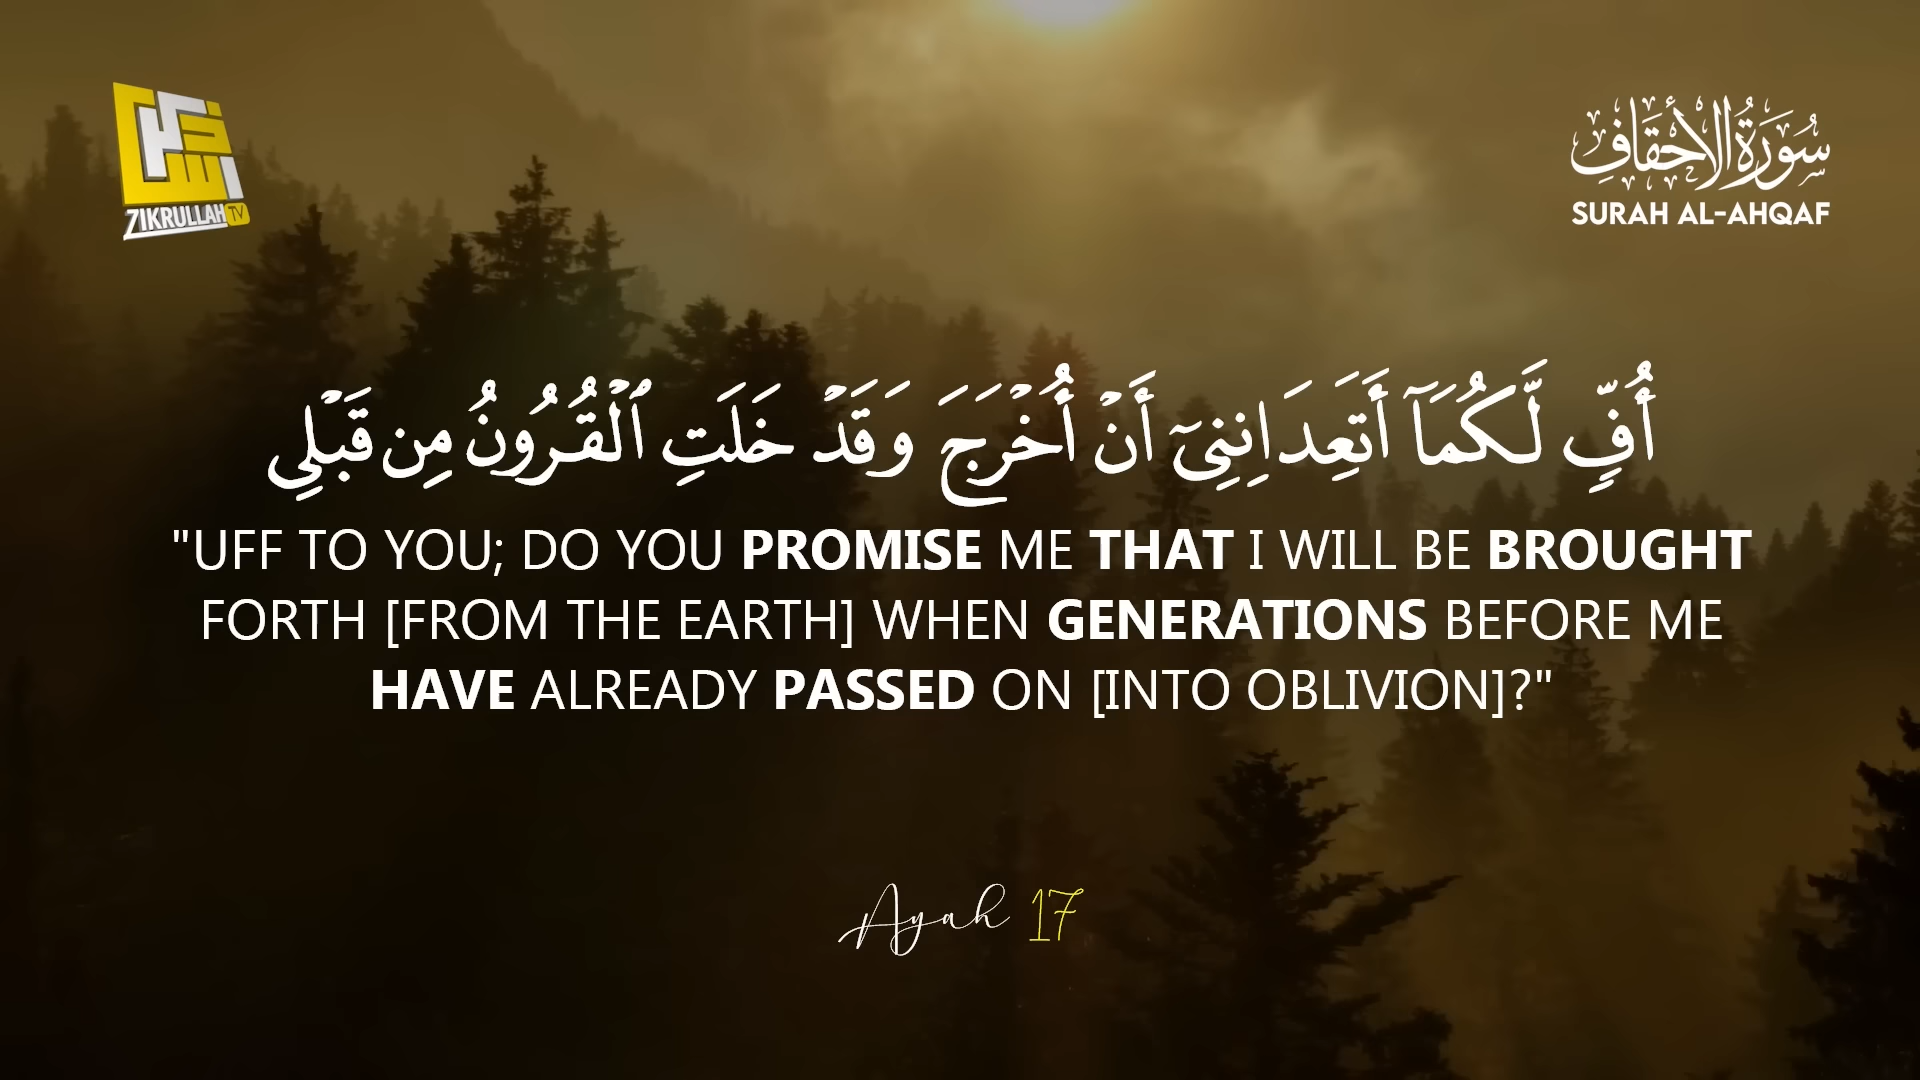 ذكر الله
ZIKRULLAH TV
سُورَةُ الأَحْقَافِ
SURAH AL-AHQAF
أُفٍّ لَّكُمَآ أَتَعِدَانِنِىٓ أَنْ أُخْرَجَ وَقَدْ خَلَتِ ٱلْقُرُونُ مِن قَبْلِي
"UFF TO YOU; DO YOU PROMISE ME THAT I WILL BE BROUGHT
FORTH [FROM THE EARTH] WHEN GENERATIONS BEFORE ME
HAVE ALREADY PASSED ON [INTO OBLIVION]?"
Ayah 17